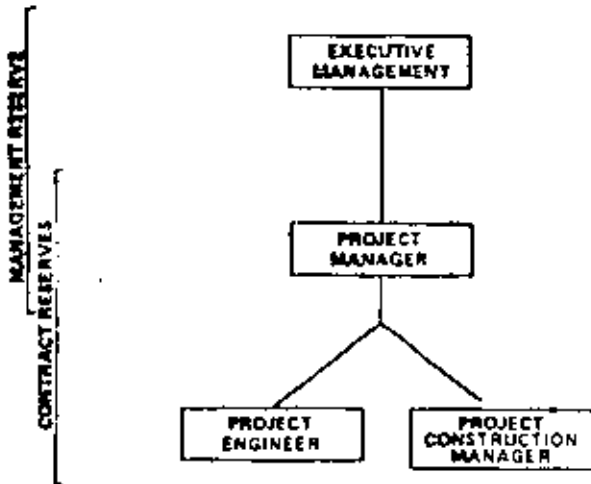 EXECUTIVE
MANAGEMENT
MANAGEMENT RESERVE
PROJECT
MANAGER
CONTRACT RESERVES
PROJECT
ENGINEER
PROJECT
CONSTRUCTION
MANAGER